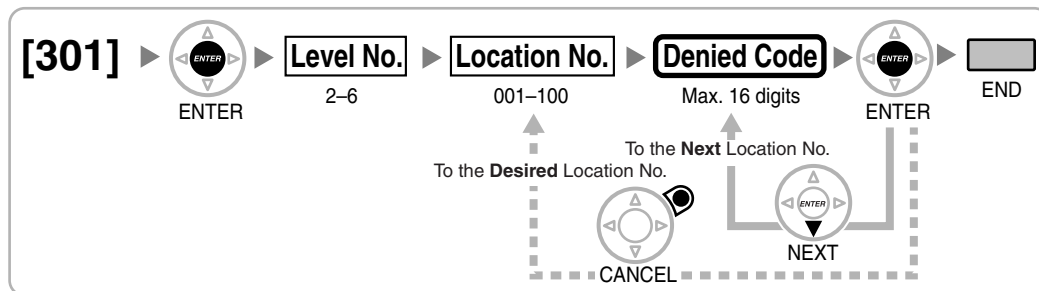 [301]
ENTER
ENTER
Level No.
2–6
Location No.
001–100
Denied Code
Max. 16 digits
ENTER
ENTER
END
To the Next Location No.
To the Desired Location No.
ENTER
NEXT
CANCEL